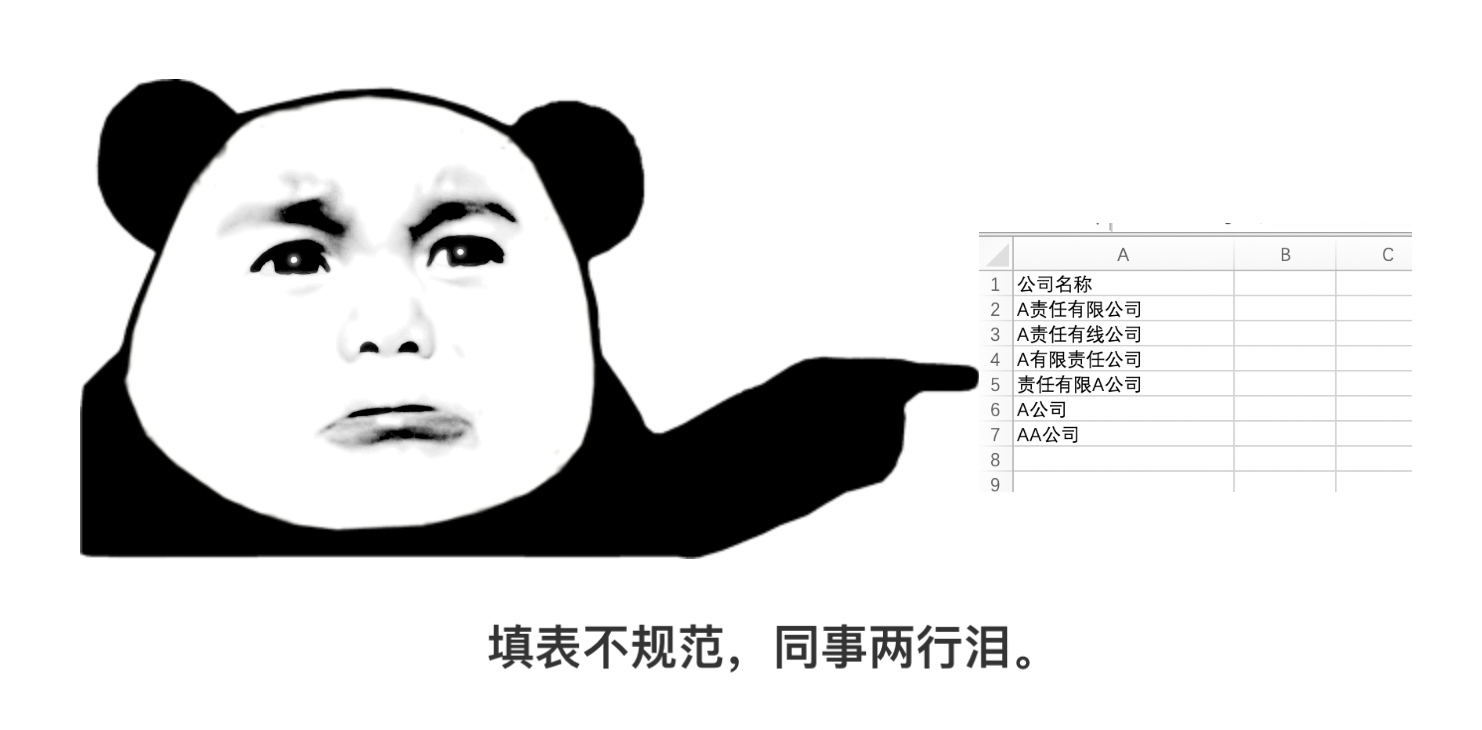 A B C
1 公司名称
2 A责任有限公司
3 A责任有线公司
4 A有限责任公司
5 责任有限A公司
6 A公司
7 AA公司
8
9
填表不规范，同事两行泪。